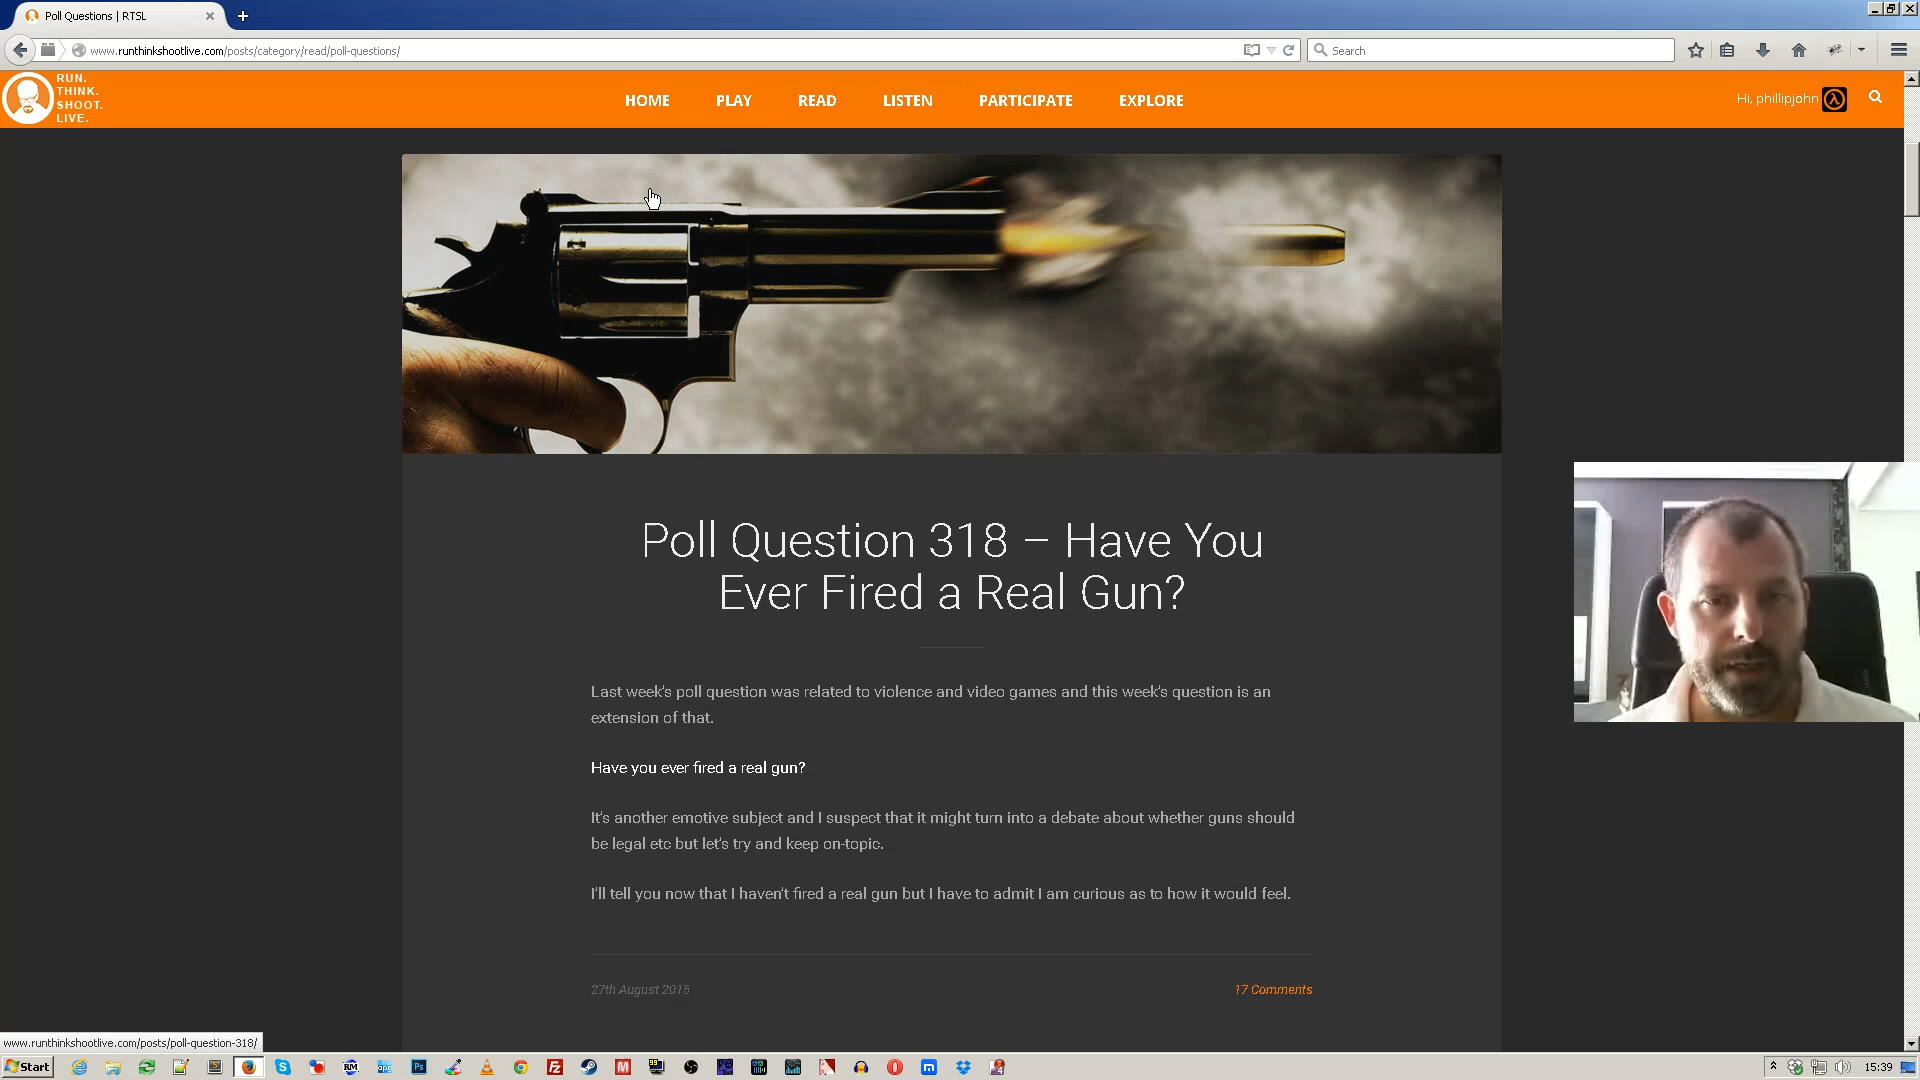 Poll Questions | RTSL
www.runthinkshootlive.com/posts/category/read/poll-questions/
Search
RUN.
THINK.
SHOOT.
LIVE.
HOME PLAY READ LISTEN PARTICIPATE EXPLORE
Hi, phillipjohn
Poll Question 318 – Have You
Ever Fired a Real Gun?
Last week's poll question was related to violence and video games and this week's question is an
extension of that.
Have you ever fired a real gun?
It's another emotive subject and I suspect that it might turn into a debate about whether guns should
be legal etc but let's try and keep on-topic.
I'll tell you now that I haven't fired a real gun but I have to admit I am curious as to how it would feel.
27th August 2015
17 Comments
www.runthinkshootlive.com/posts/poll-question-318/
Start
15:39